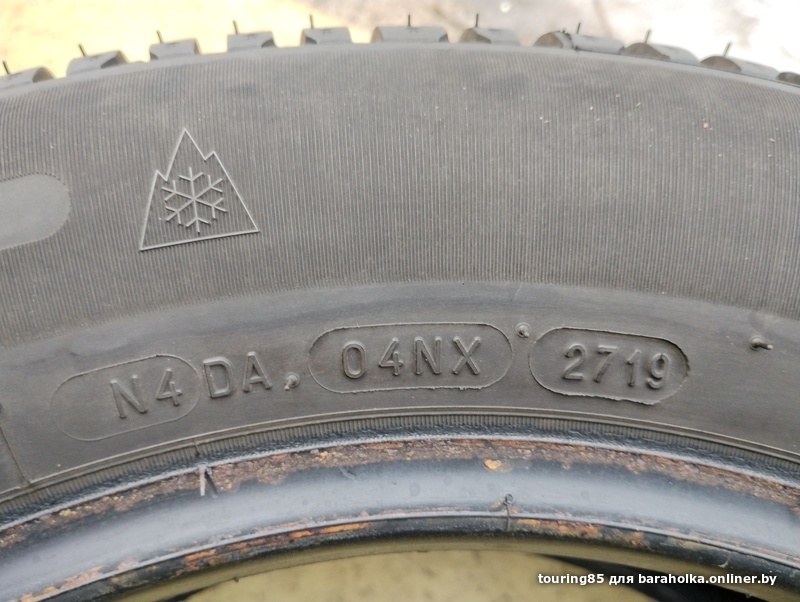 N4DA 04NX 2719
touring85 для baraholka.onliner.by